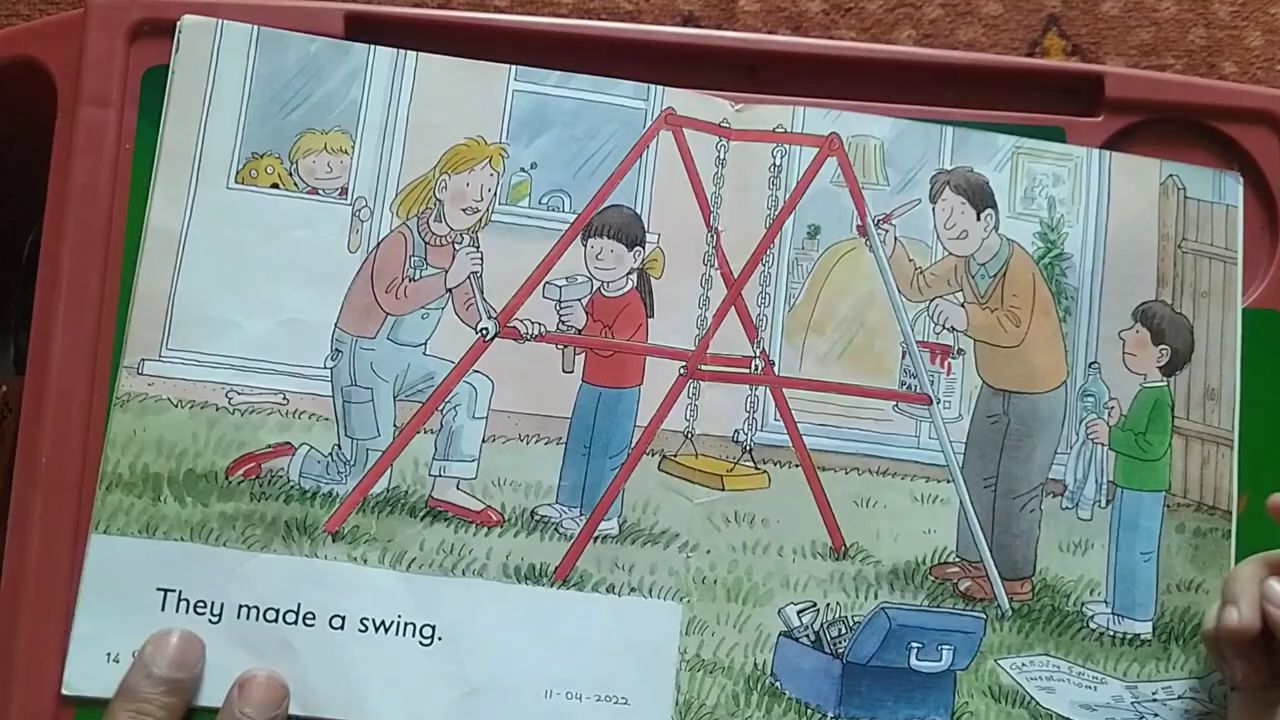 They made a swing.
14
11-04-2022
GARDEN SWING
INSTRUCTIONS